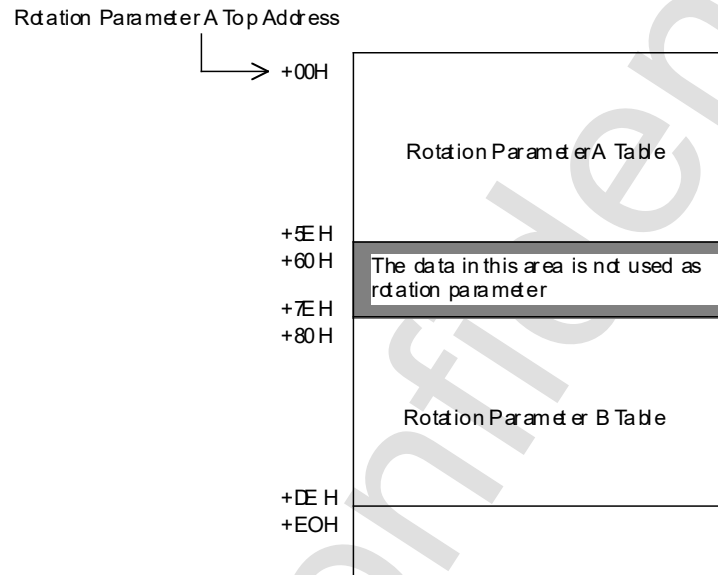 Rotation Parameter A Top Address
+00H
Rotation Parameter A Table
+5EH
+60H
The data in this area is not used as
rotation parameter
+7EH
+80H
Rotation Parameter B Table
+DEH
+E0H
onfiden